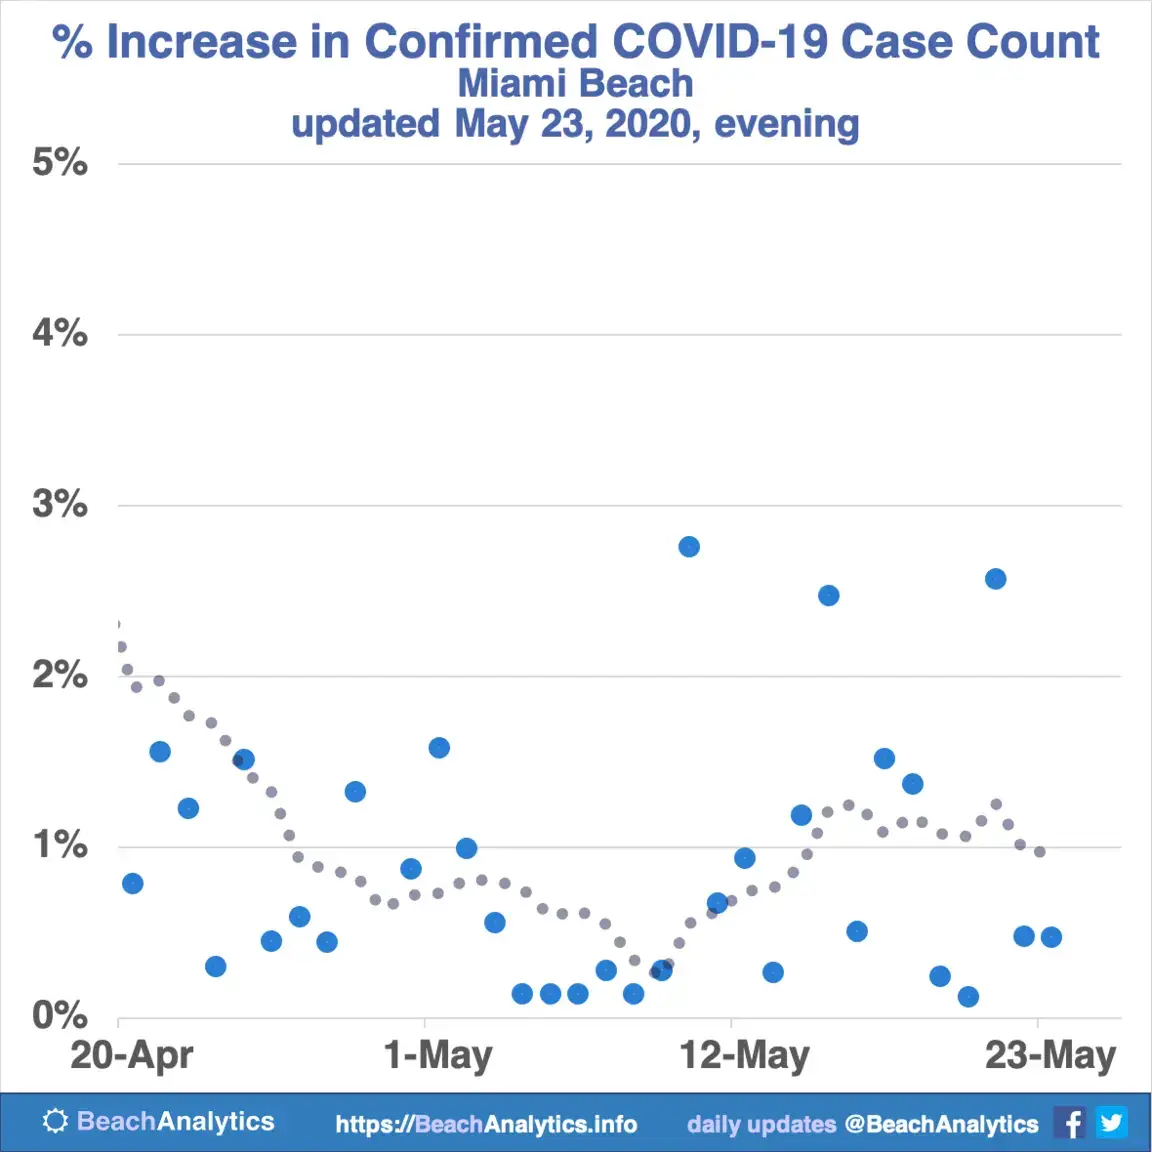 % Increase in Confirmed COVID-19 Case Count
Miami Beach
updated May 23, 2020, evening
5%
4%
3%
2%
1%
0%
20-Apr 1-May 12-May 23-May
BeachAnalytics https://BeachAnalytics.info daily updates @BeachAnalytics